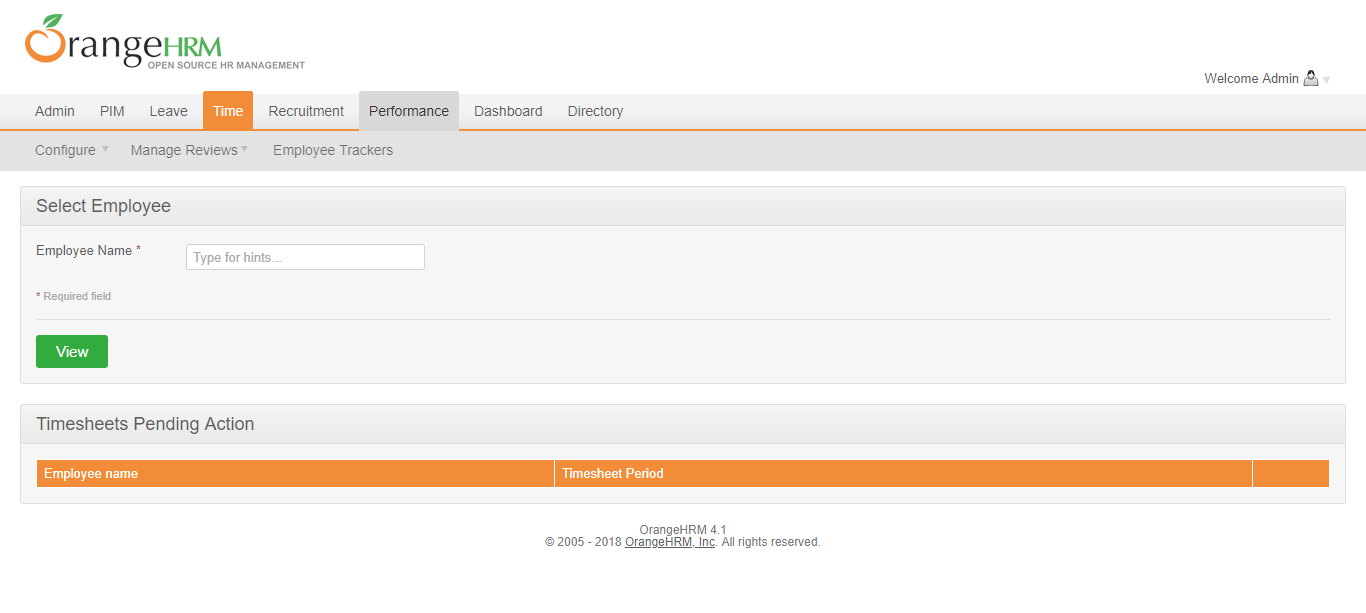 OrangeHRM
OPEN SOURCE HR MANAGEMENT
Welcome Admin
Admin PIM Leave Time Recruitment Performance Dashboard Directory
Configure Manage Reviews Employee Trackers
Select Employee
Employee Name *
Type for hints...
* Required field
View
Timesheets Pending Action
Employee name Timesheet Period
OrangeHRM 4.1
© 2005 - 2018 OrangeHRM, Inc. All rights reserved.